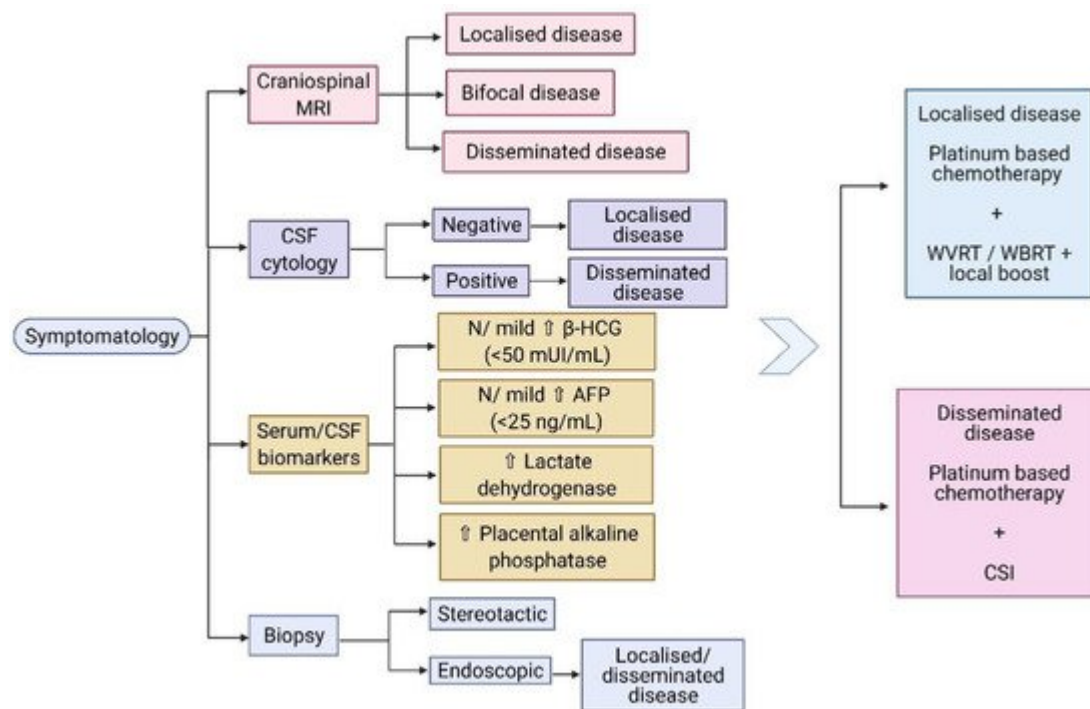 Symptomatology
Craniospinal
MRI
Localised disease
Bifocal disease
Disseminated disease
CSF
cytology
Negative
Localised
disease
Positive
Disseminated
disease
Serum/CSF
biomarkers
N/ mild ⇧ β-HCG
(<50 mUI/mL)
N/ mild ⇧ AFP
(<25 ng/mL)
⇧ Lactate
dehydrogenase
⇧ Placental alkaline
phosphatase
Biopsy
Stereotactic
Endoscopic
Localised/
disseminated
disease
Localised disease
Platinum based
chemotherapy
+
WVRT / WBRT +
local boost
Disseminated
disease
Platinum based
chemotherapy
+
CSI